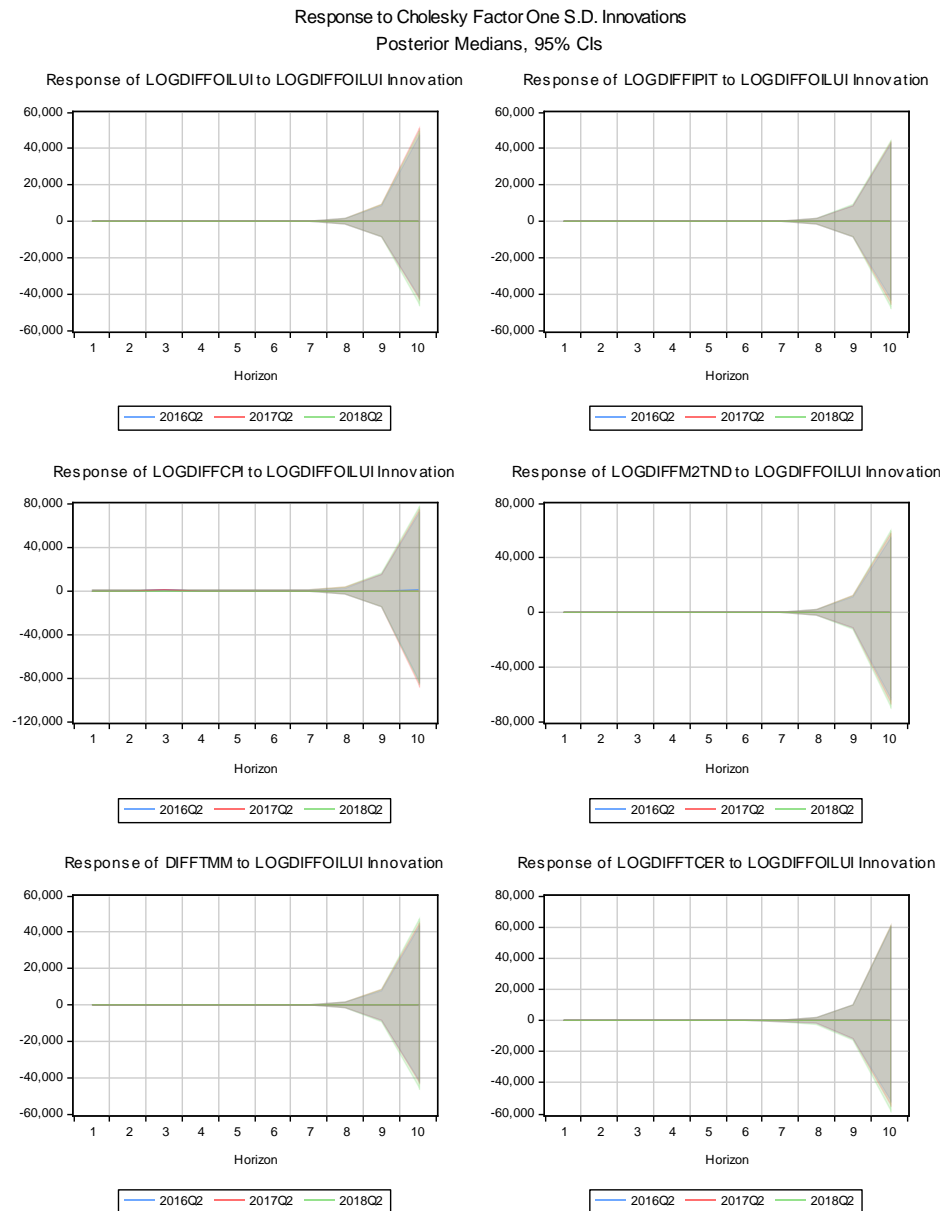 Response to Cholesky Factor One S.D. Innovations
Posterior Medians, 95% CIs
Response of LOGDIFFOILUI to LOGDIFFOILUI Innovation
60,000
40,000
20,000
0
-20,000
-40,000
-60,000
1 2 3 4 5 6 7 8 9 10
Horizon
2016Q2 2017Q2 2018Q2
Response of LOGDIFFIPIT to LOGDIFFOILUI Innovation
60,000
40,000
20,000
0
-20,000
-40,000
-60,000
1 2 3 4 5 6 7 8 9 10
Horizon
2016Q2 2017Q2 2018Q2
Response of LOGDIFFCPI to LOGDIFFOILUI Innovation
80,000
40,000
0
-40,000
-80,000
-120,000
1 2 3 4 5 6 7 8 9 10
Horizon
2016Q2 2017Q2 2018Q2
Response of LOGDIFFM2TND to LOGDIFFOILUI Innovation
80,000
40,000
0
-40,000
-80,000
1 2 3 4 5 6 7 8 9 10
Horizon
2016Q2 2017Q2 2018Q2
Response of DIFFTMM to LOGDIFFOILUI Innovation
60,000
40,000
20,000
0
-20,000
-40,000
-60,000
1 2 3 4 5 6 7 8 9 10
Horizon
2016Q2 2017Q2 2018Q2
Response of LOGDIFFTCER to LOGDIFFOILUI Innovation
80,000
60,000
40,000
20,000
0
-20,000
-40,000
-60,000
1 2 3 4 5 6 7 8 9 10
Horizon
2016Q2 2017Q2 2018Q2